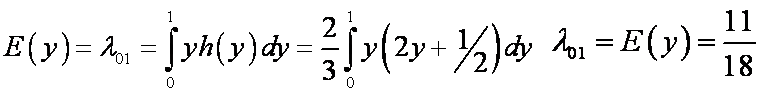 E(y) = λ₀₁ = ∫₀¹ yh(y)dy = 2/3 ∫₀¹ y(2y + 1/2)dy λ₀₁ = E(y) = 11/18